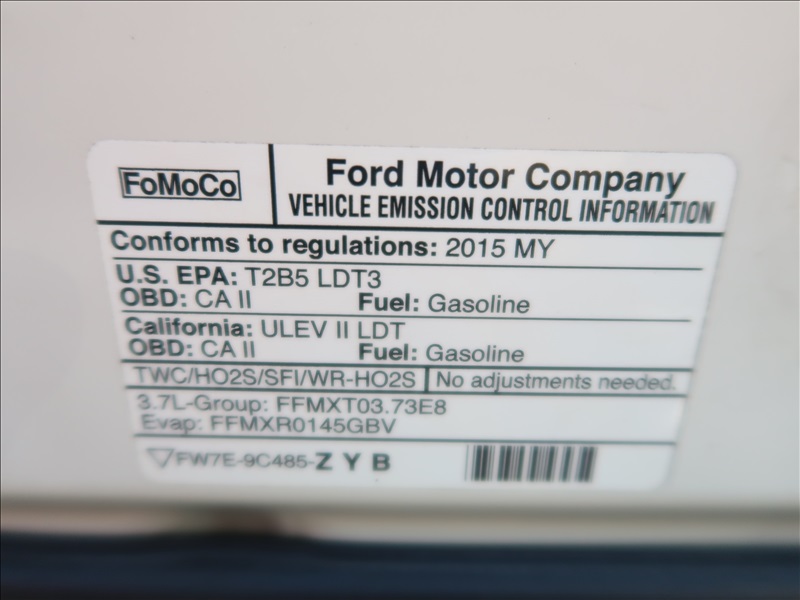 FoMoCo
Ford Motor Company
VEHICLE EMISSION CONTROL INFORMATION
Conforms to regulations: 2015 MY
U.S. EPA: T2B5 LDT3
OBD: CA II Fuel: Gasoline
California: ULEV II LDT
OBD: CA II Fuel: Gasoline
TWC/HO2S/SFI/WR-HO2S No adjustments needed.
3.7L-Group: FFMXT03.73E8
Evap: FFMXR0145GBV
FW7E-9C485-Z Y B